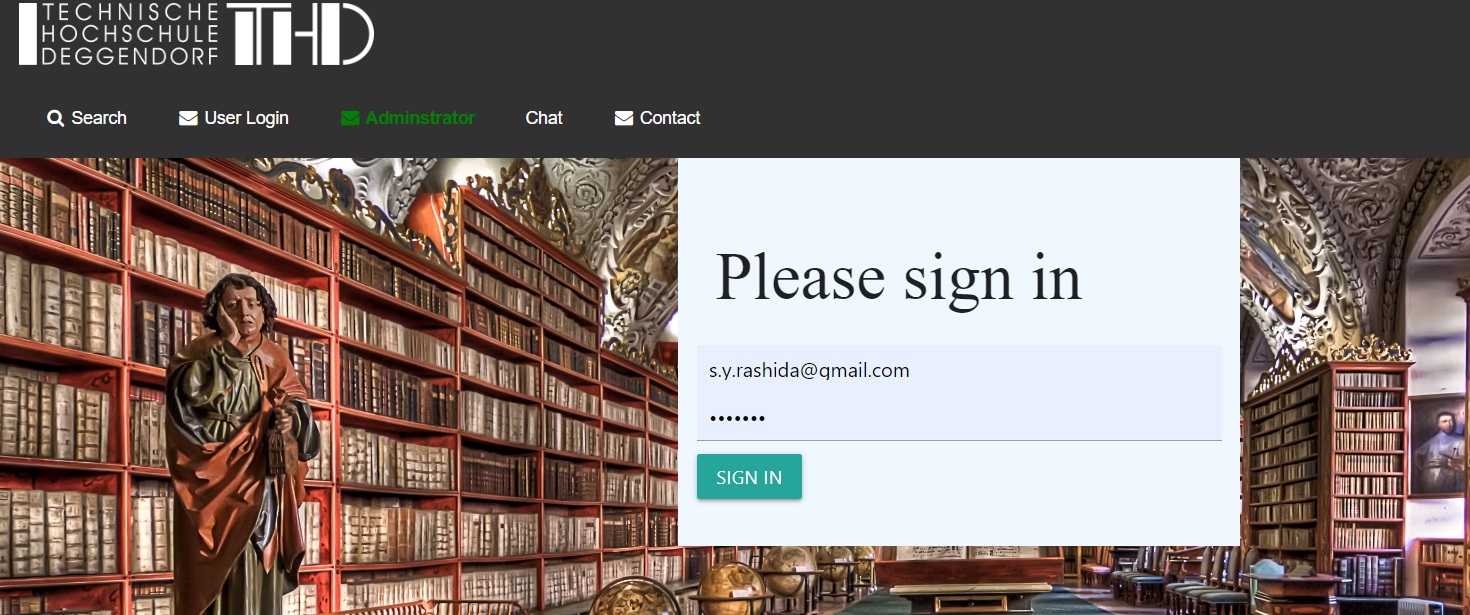 TECHNISCHE
HOCHSCHULE
DEGGENDORF THD
Search User Login Adminstrator Chat Contact
Please sign in
s.y.rashida@gmail.com
•••••••
SIGN IN